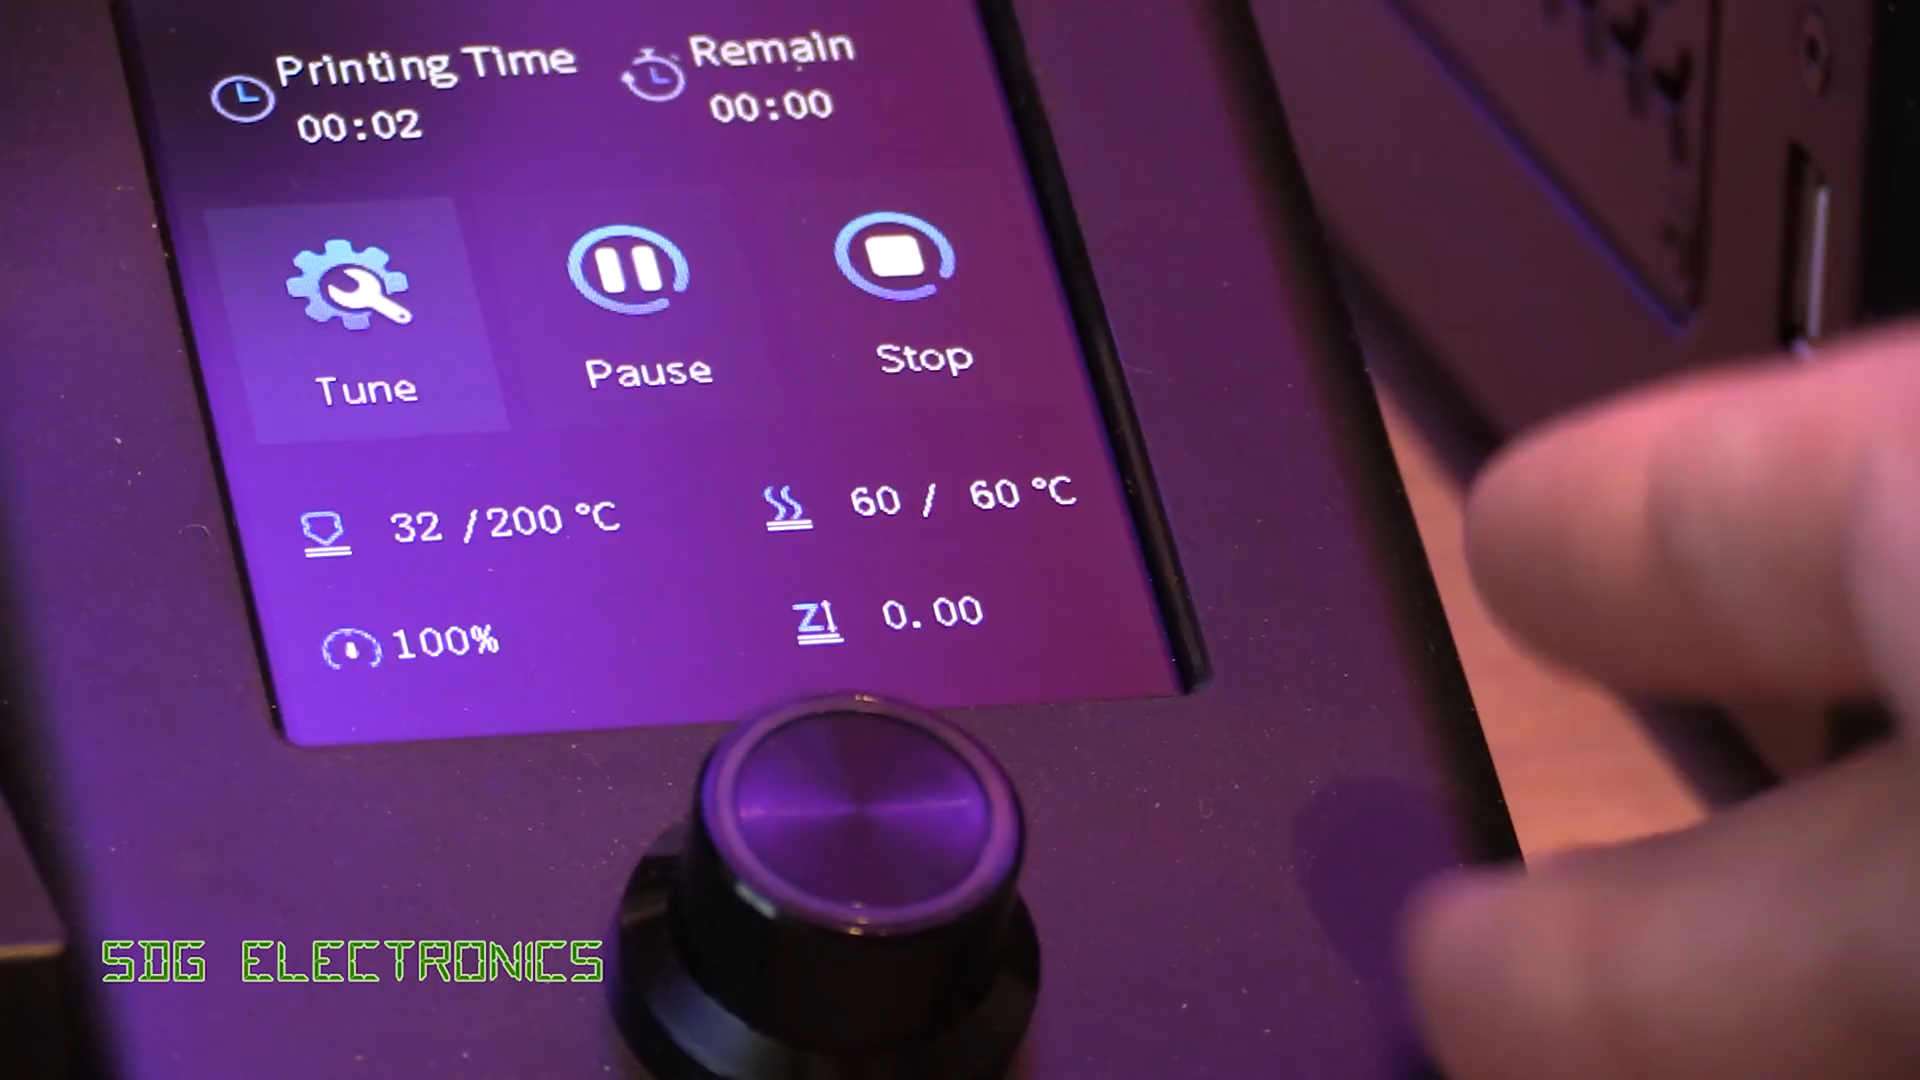 Printing Time
00:02
Remain
00:00
Tune
Pause
Stop
32 /200 °C
60 / 60 °C
100%
Z 0.00
SDG ELECTRONICS